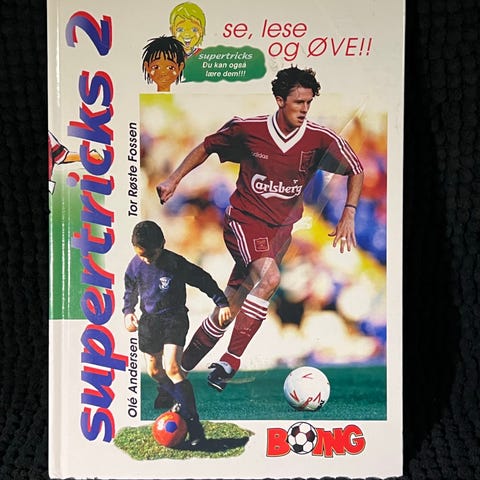 supertricks 2
Olé Andersen
Tor Røste Fossen
se, lese
og ØVE!!
supertricks
Du kan også
lære dem!!!
adidas
Carlsberg
BOING